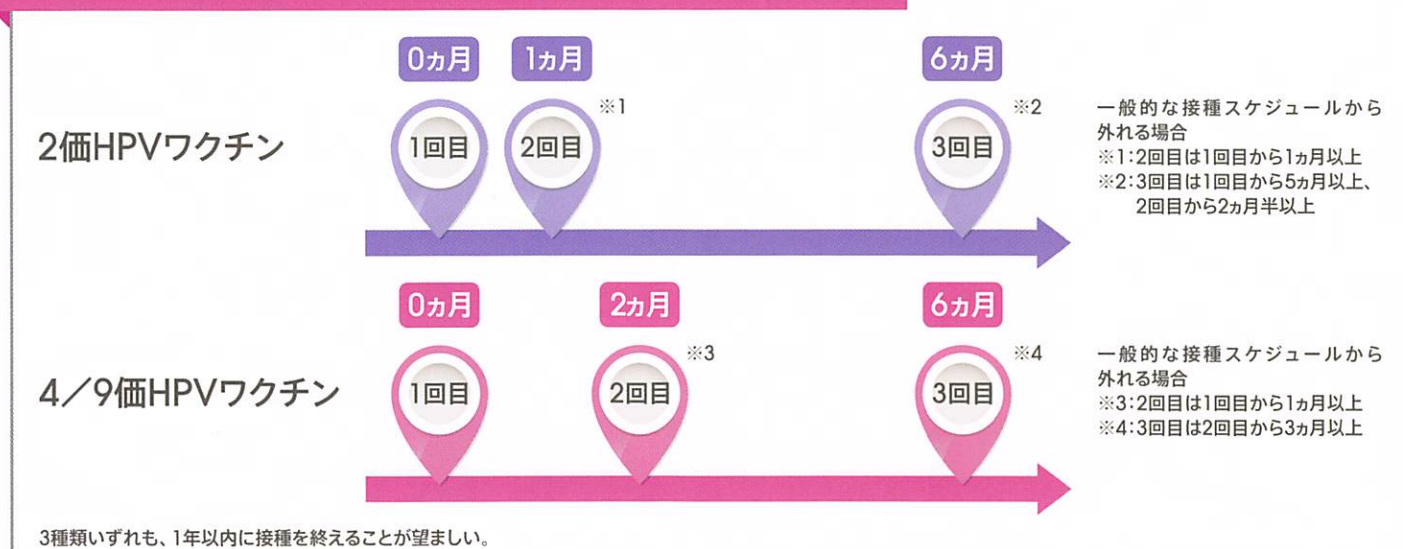 0ヵ月 1ヵ月 6ヵ月
2価HPVワクチン
1回目 2回目 ※1 3回目 ※2
一般的な接種スケジュールから
外れる場合
※1:2回目は1回目から1ヵ月以上
※2:3回目は1回目から5ヵ月以上、
2回目から2ヵ月半以上
0ヵ月 2ヵ月 6ヵ月
4／9価HPVワクチン
1回目 2回目 ※3 3回目 ※4
一般的な接種スケジュールから
外れる場合
※3:2回目は1回目から1ヵ月以上
※4:3回目は2回目から3ヵ月以上
3種類いずれも、1年以内に接種を終えることが望ましい。